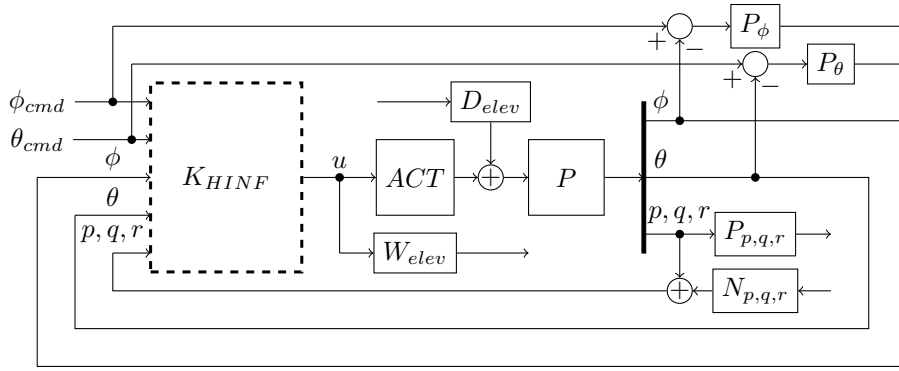 P_ϕ
+
−
P_θ
+
−
ϕ_cmd
θ_cmd
D_elev
ϕ
ϕ
K_HINF
u
ACT
+
P
θ
θ
p, q, r
p, q, r
P_p,q,r
W_elev
+
N_p,q,r